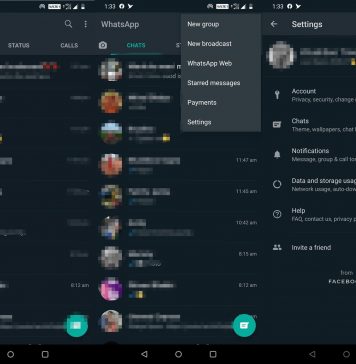 STATUS
CALLS
8:12 am
1:33
WhatsApp
CHATS
ST
New group
New broadcast
WhatsApp Web
Starred messages
Payments
Settings
11:47 am
11:45 am
10:42 am
8:15 am
8:12 am
1:33
Settings
Account
Privacy, security, change
Chats
Theme, wallpapers, chat
Notifications
Message, group & call to
Data and storage usag
Network usage, auto-dow
Help
FAQ, contact us, privacy p
Invite a friend
from
FACEBO